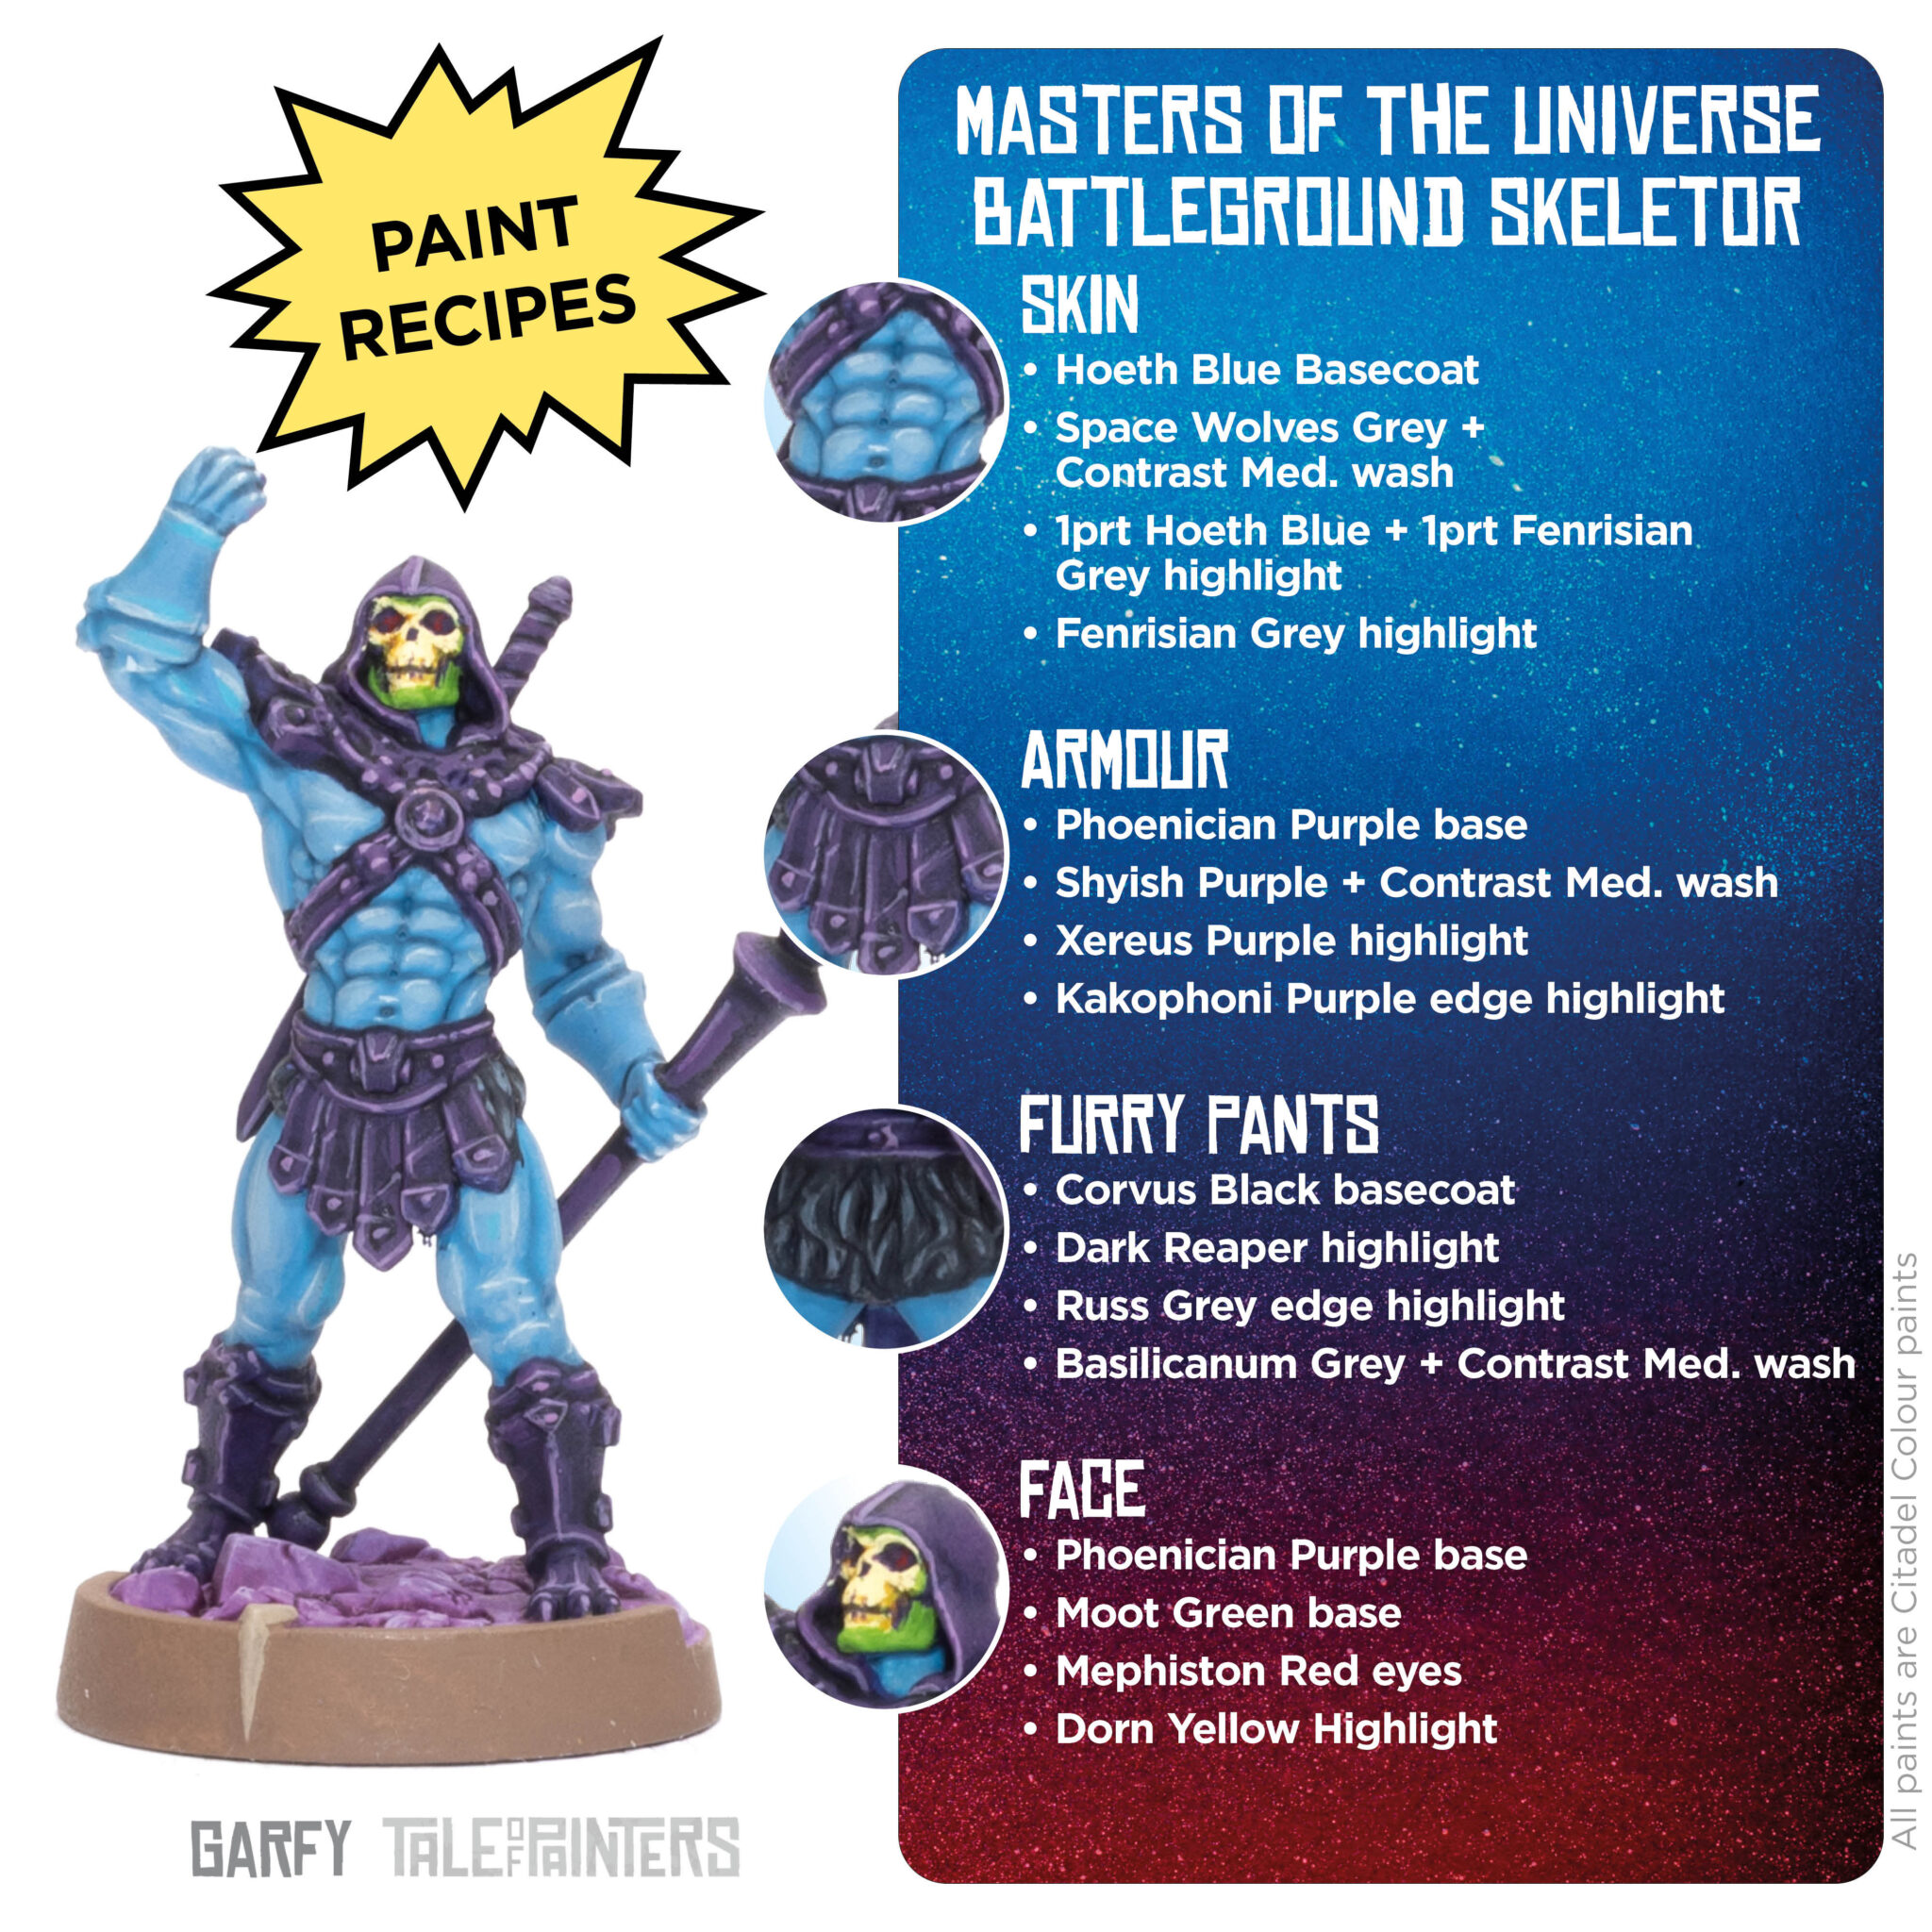 PAINT
RECIPES
MASTERS OF THE UNIVERSE
BATTLEGROUND SKELETOR
SKIN
• Hoeth Blue Basecoat
• Space Wolves Grey +
Contrast Med. wash
• 1prt Hoeth Blue + 1prt Fenrisian
Grey highlight
• Fenrisian Grey highlight
ARMOUR
• Phoenician Purple base
• Shyish Purple + Contrast Med. wash
• Xereus Purple highlight
• Kakophoni Purple edge highlight
FURRY PANTS
• Corvus Black basecoat
• Dark Reaper highlight
• Russ Grey edge highlight
• Basilicanum Grey + Contrast Med. wash
FACE
• Phoenician Purple base
• Moot Green base
• Mephiston Red eyes
• Dorn Yellow Highlight
All paints are Citadel Colour paints
GARFY TALE OF PAINTERS